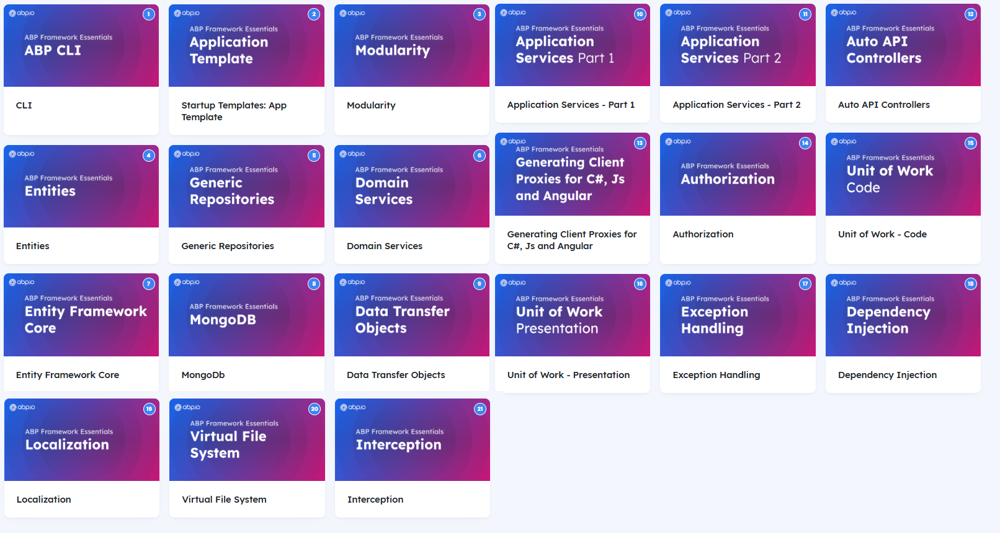 abp.io
1
ABP Framework Essentials
ABP CLI
CLI
abp.io
2
ABP Framework Essentials
Application
Template
Startup Templates: App
Template
abp.io
3
ABP Framework Essentials
Modularity
Modularity
abp.io
4
ABP Framework Essentials
Entities
Entities
abp.io
5
ABP Framework Essentials
Generic
Repositories
Generic Repositories
abp.io
6
ABP Framework Essentials
Domain
Services
Domain Services
abp.io
7
ABP Framework Essentials
Entity Framework
Core
Entity Framework Core
abp.io
8
ABP Framework Essentials
MongoDB
MongoDb
abp.io
9
ABP Framework Essentials
Data Transfer
Objects
Data Transfer Objects
abp.io
10
ABP Framework Essentials
Application
Services Part 1
Application Services - Part 1
abp.io
11
ABP Framework Essentials
Application
Services Part 2
Application Services - Part 2
abp.io
12
ABP Framework Essentials
Auto API
Controllers
Auto API Controllers
abp.io
13
ABP Framework Essentials
Generating Client
Proxies for C#, Js
and Angular
Generating Client Proxies for
C#, Js and Angular
abp.io
14
ABP Framework Essentials
Authorization
Authorization
abp.io
15
ABP Framework Essentials
Unit of Work
Code
Unit of Work - Code
abp.io
16
ABP Framework Essentials
Unit of Work
Presentation
Unit of Work - Presentation
abp.io
17
ABP Framework Essentials
Exception
Handling
Exception Handling
abp.io
18
ABP Framework Essentials
Dependency
Injection
Dependency Injection
abp.io
19
ABP Framework Essentials
Localization
Localization
abp.io
20
ABP Framework Essentials
Virtual File
System
Virtual File System
abp.io
21
ABP Framework Essentials
Interception
Interception